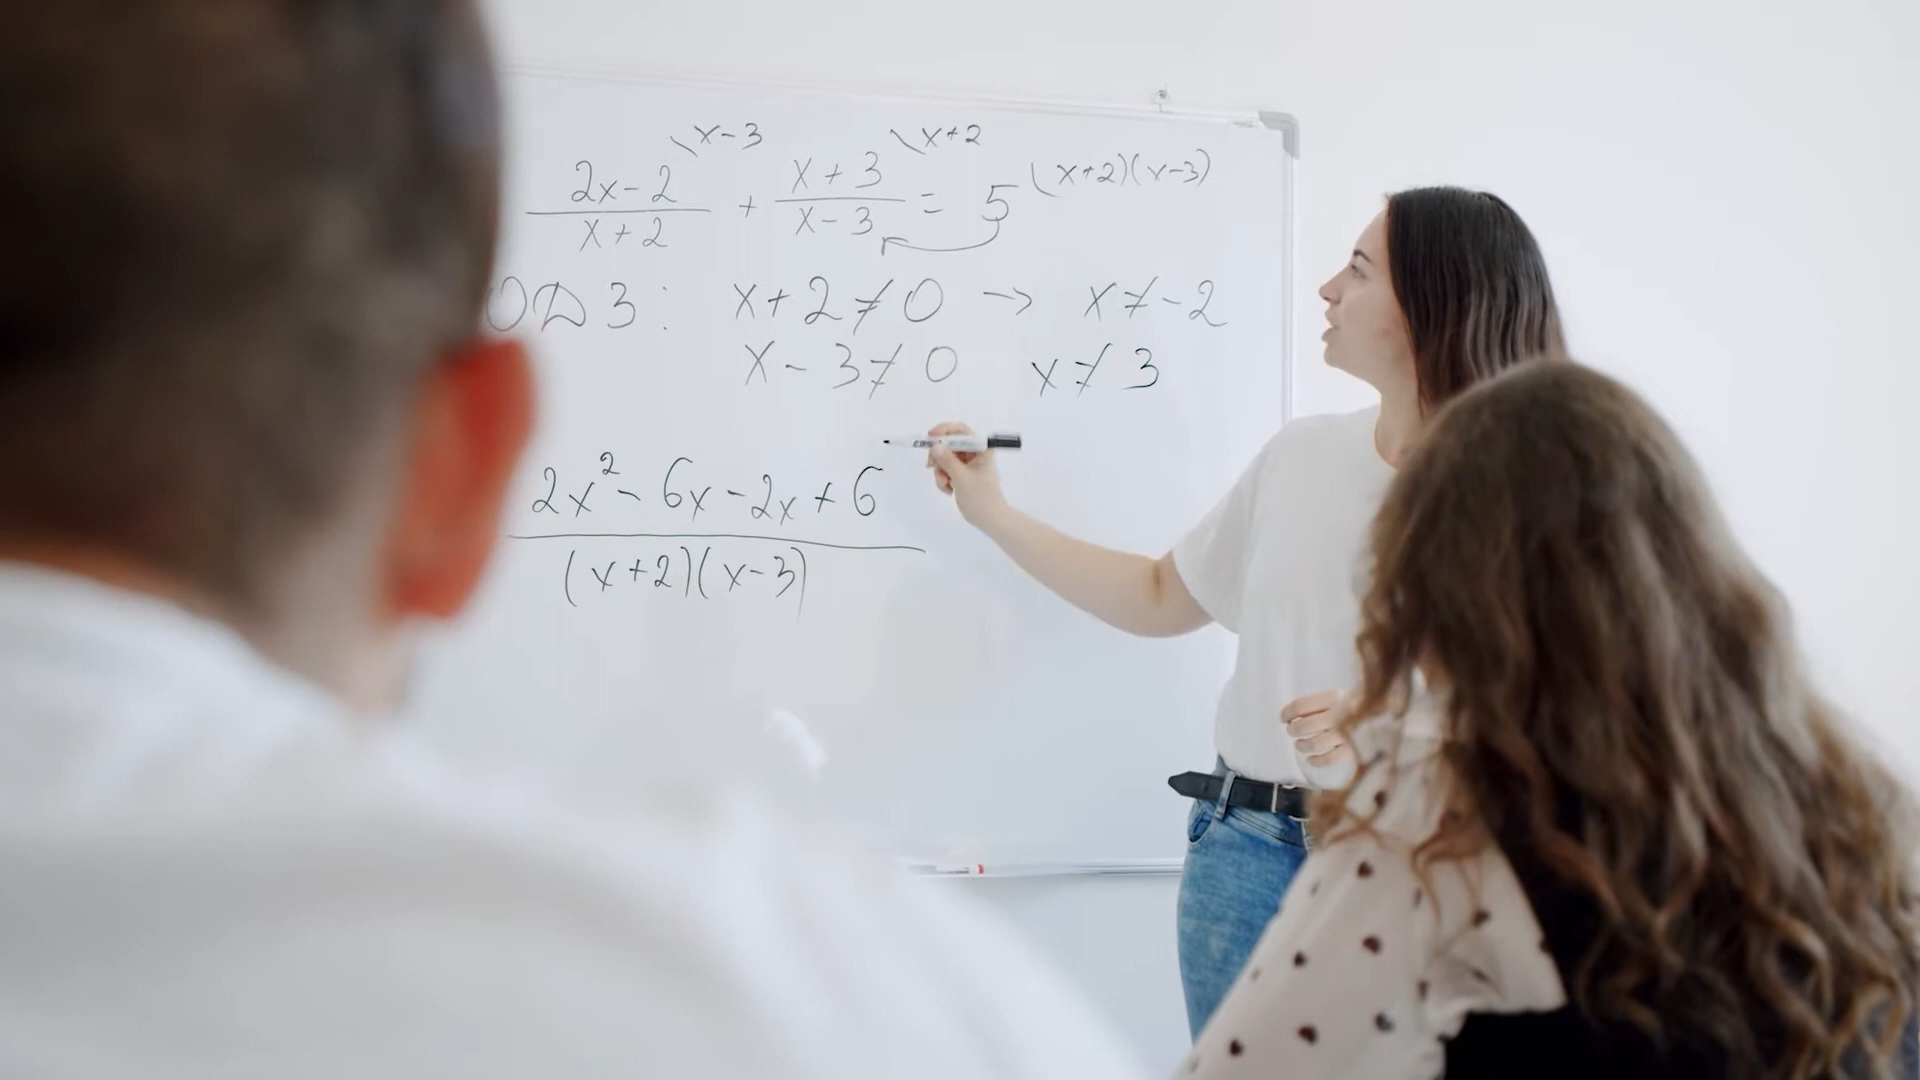 \x-3 \x+2
2x-2 / x+2 + x+3 / x-3 = 5 \(x+2)(x-3)
ОДЗ: x+2≠0 → x≠-2
x-3≠0 x≠3
2x²-6x-2x+6
(x+2)(x-3)